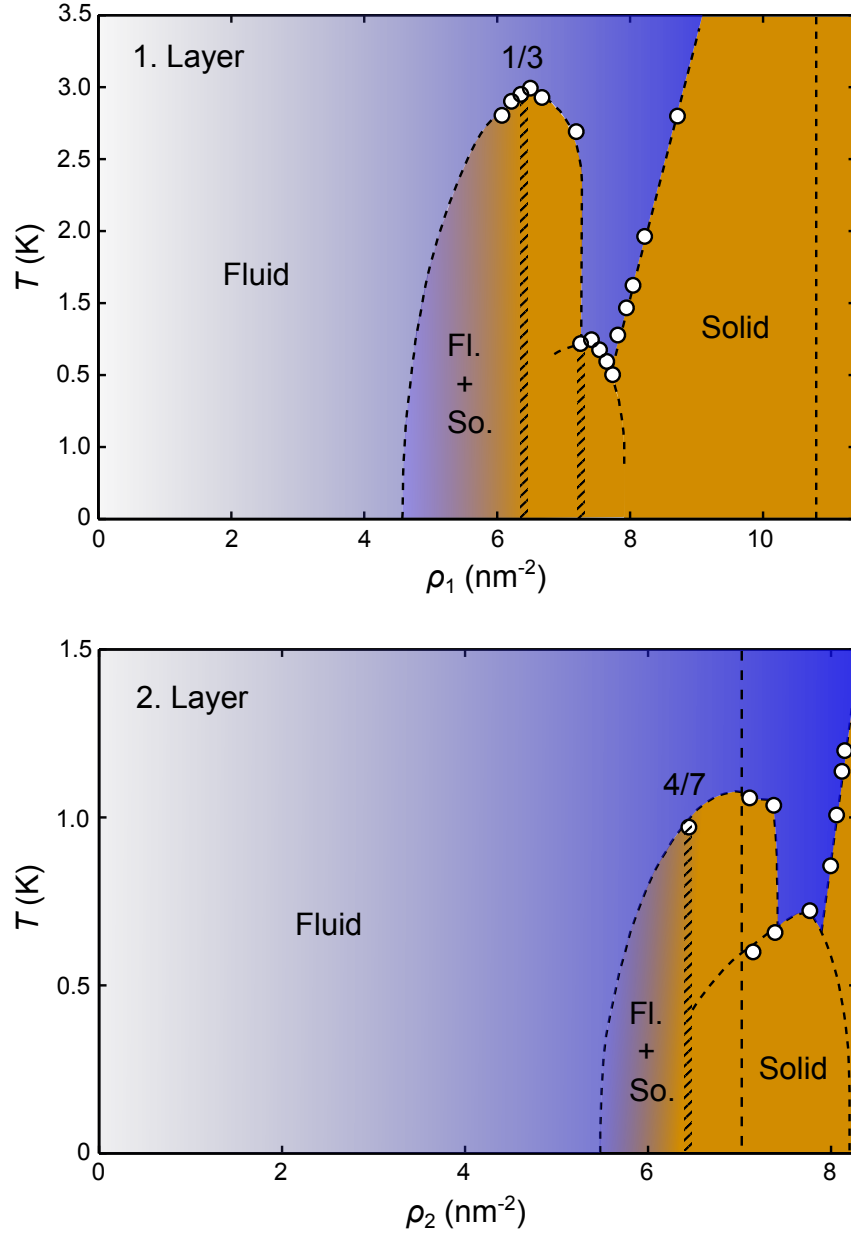 3.5
1. Layer
1/3
3.0
2.5
2.0
T (K)
Fluid
1.5
Solid
Fl.
0.5
+
So.
1.0
0
0 2 4 6 8 10
ρ1 (nm-2)
1.5
2. Layer
4/7
1.0
T (K)
Fluid
0.5
Fl.
+
Solid
So.
0
0 2 4 6 8
ρ2 (nm-2)